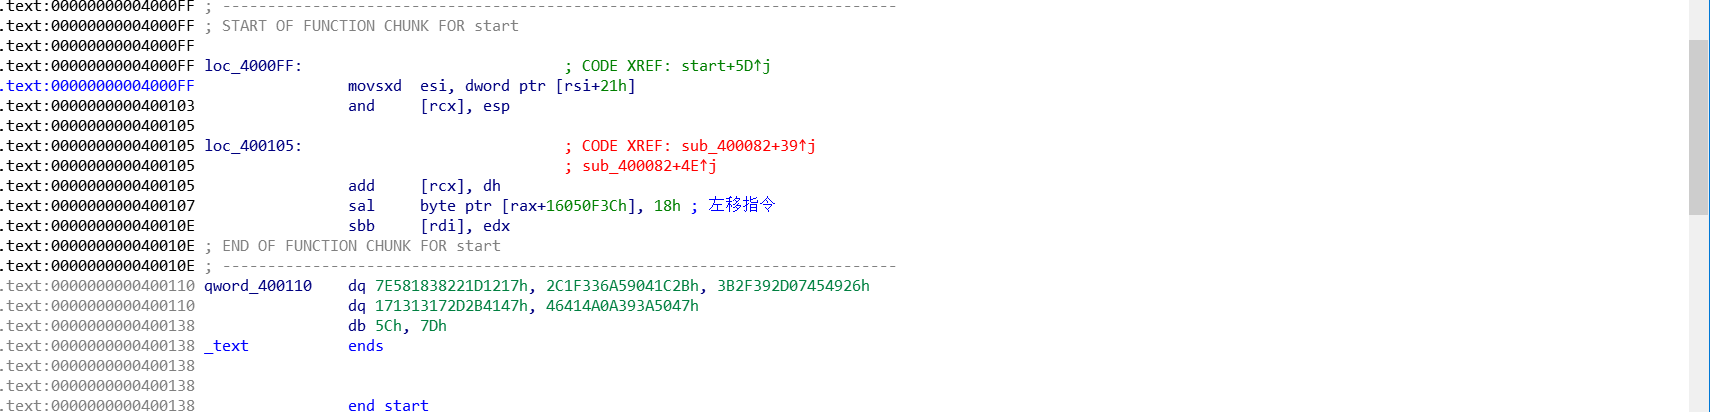 .text:00000000004000FF ; ---------------------------------------------------------------------------
.text:00000000004000FF ; START OF FUNCTION CHUNK FOR start
.text:00000000004000FF
.text:00000000004000FF loc_4000FF: ; CODE XREF: start+5D↑j
.text:00000000004000FF movsxd esi, dword ptr [rsi+21h]
.text:0000000000400103 and [rcx], esp
.text:0000000000400105
.text:0000000000400105 loc_400105: ; CODE XREF: sub_400082+39↑j
.text:0000000000400105 ; sub_400082+4E↑j
.text:0000000000400105 add [rcx], dh
.text:0000000000400107 sal byte ptr [rax+16050F3Ch], 18h ; 左移指令
.text:000000000040010E sbb [rdi], edx
.text:000000000040010E ; END OF FUNCTION CHUNK FOR start
.text:000000000040010E ; ---------------------------------------------------------------------------
.text:0000000000400110 qword_400110 dq 7E581838221D1217h, 2C1F336A59041C2Bh, 3B2F392D07454926h
.text:0000000000400110 dq 171313172D2B4147h, 46414A0A393A5047h
.text:0000000000400138 db 5Ch, 7Dh
.text:0000000000400138 _text ends
.text:0000000000400138
.text:0000000000400138
.text:0000000000400138 end start